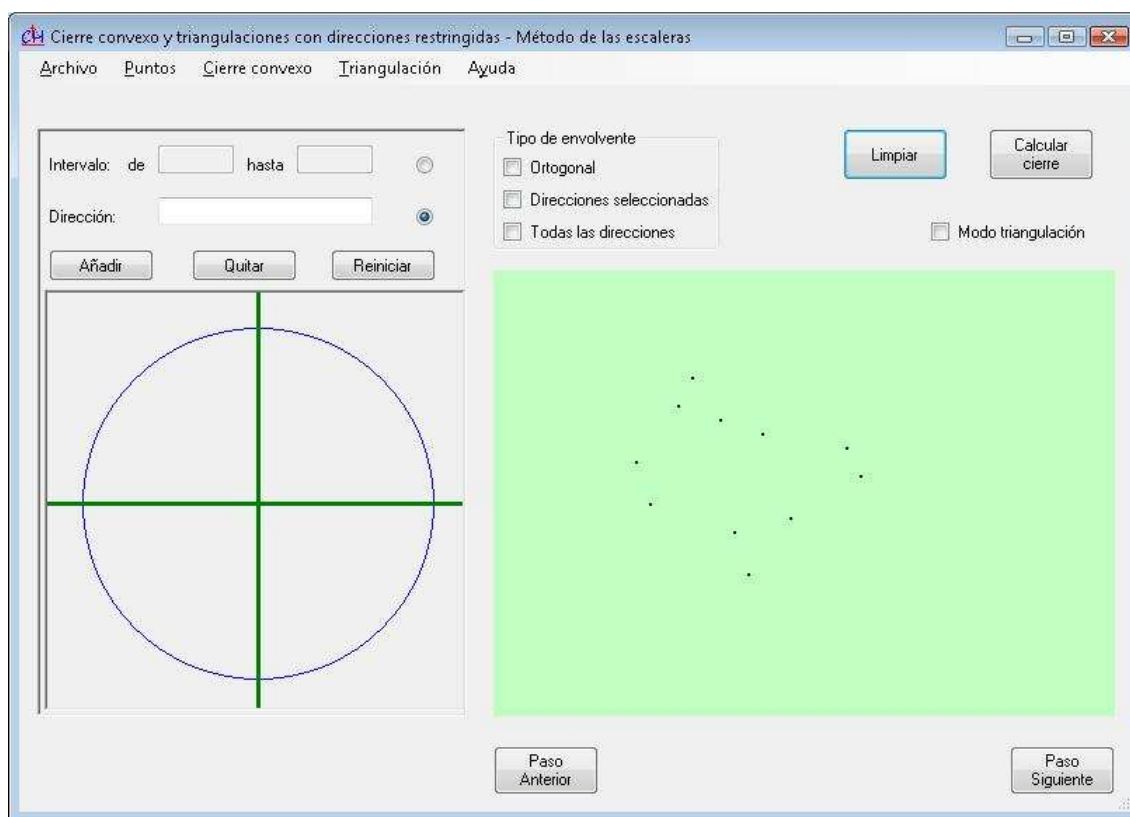 CH Cierre convexo y triangulaciones con direcciones restringidas - Método de las escaleras
Archivo Puntos Cierre convexo Triangulación Ayuda
Intervalo: de hasta
Dirección:
Añadir Quitar Reiniciar
Tipo de envolvente
Ortogonal
Direcciones seleccionadas
Todas las direcciones
Limpiar
Calcular
cierre
Modo triangulación
Paso
Anterior
Paso
Siguiente